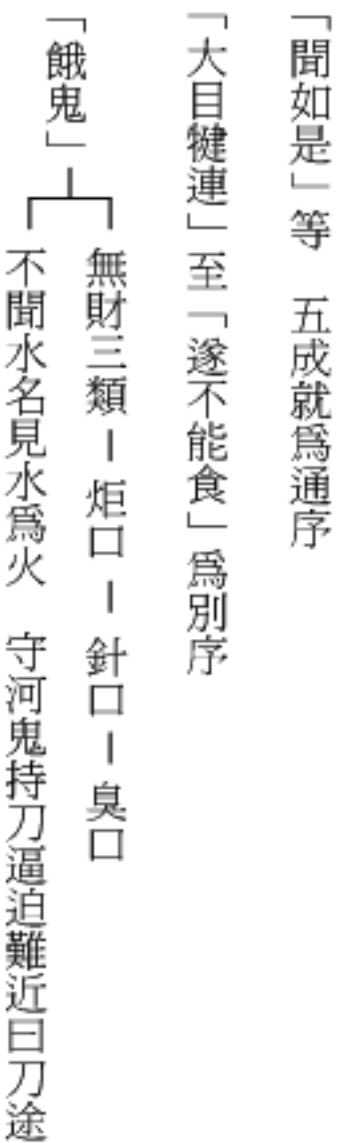 「聞如是」等　五成就爲通序
「大目犍連」至「遂不能食」爲別序
「餓鬼」
無財三類－炬口－針口－臭口
不聞水名見水爲火　守河鬼持刀逼迫難近曰刀途